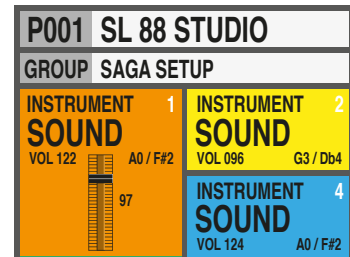 P001 SL 88 STUDIO
GROUP SAGA SETUP
INSTRUMENT 1
SOUND
VOL 122 A0 / F#2
97
INSTRUMENT 2
SOUND
VOL 096 G3 / Db4
INSTRUMENT 4
SOUND
VOL 124 A0 / F#2